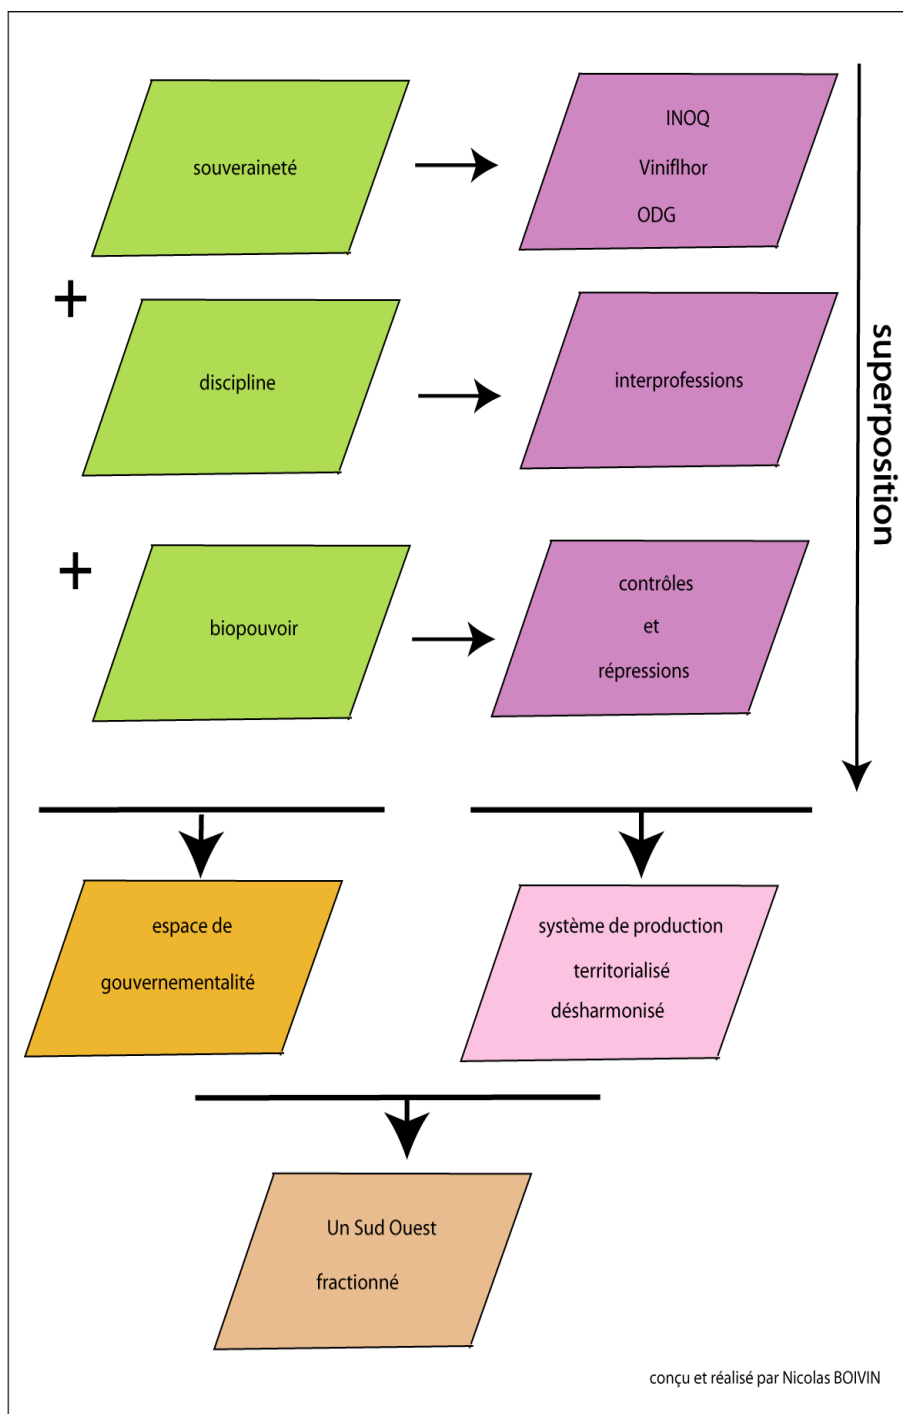 souveraineté
INOQ
Viniflhor
ODG
+
discipline
interprofessions
+
biopouvoir
contrôles
et
répressions
superposition
espace de
gouvernementalité
système de production
territorialisé
désharmonisé
Un Sud Ouest
fractionné
conçu et réalisé par Nicolas BOIVIN